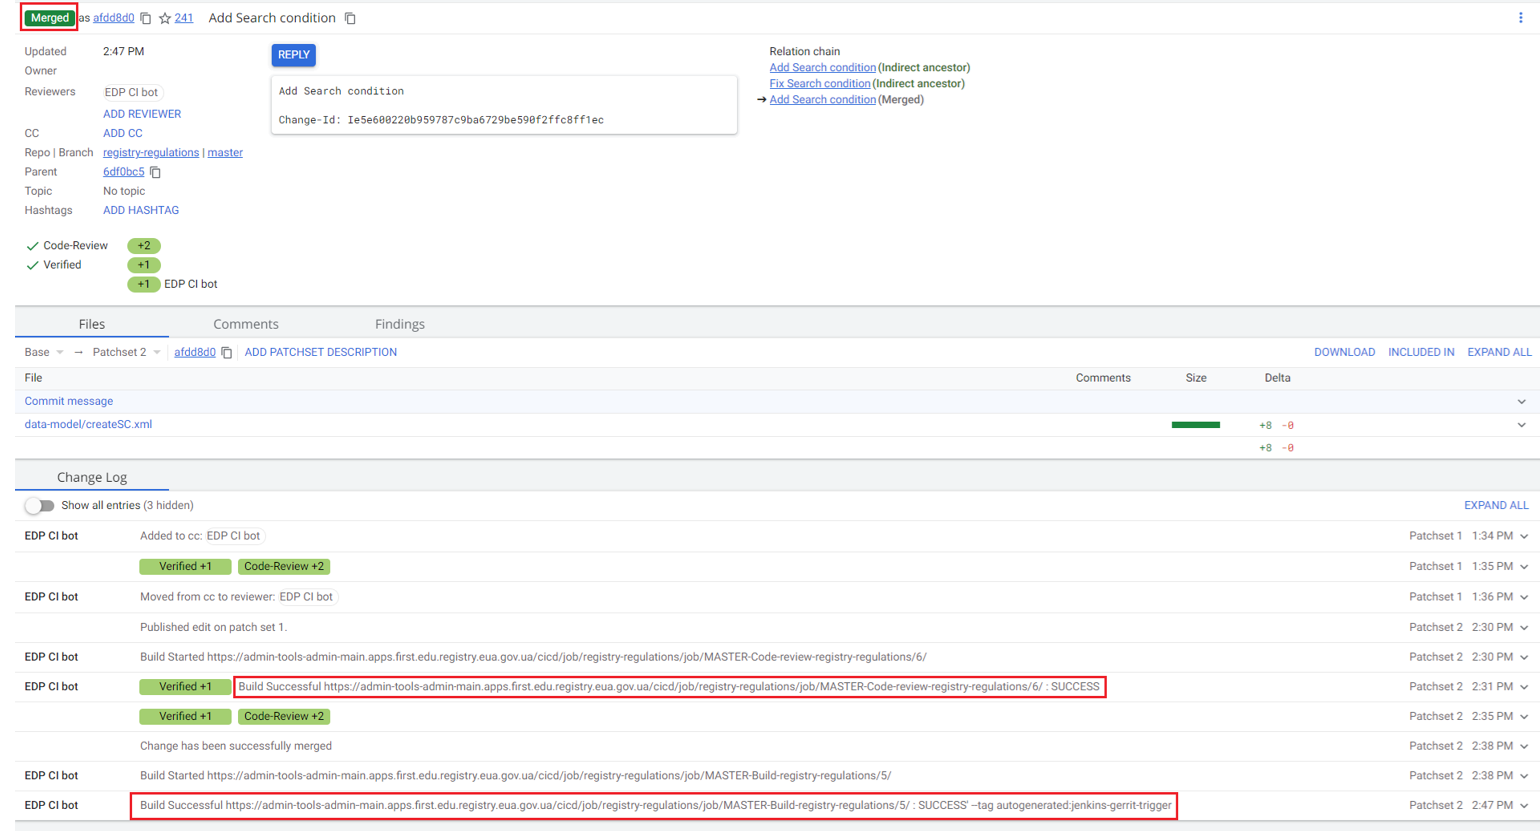 Merged as afdd8d0 241 Add Search condition
Updated 2:47 PM
Owner
Reviewers EDP CI bot
ADD REVIEWER
CC ADD CC
Repo | Branch registry-regulations | master
Parent 6df0bc5
Topic No topic
Hashtags ADD HASHTAG
Code-Review +2
Verified +1
+1 EDP CI bot
REPLY
Add Search condition
Change-Id: Ie5e600220b959787c9ba6729be590f2ffc8ff1ec
Relation chain
Add Search condition (Indirect ancestor)
Fix Search condition (Indirect ancestor)
→ Add Search condition (Merged)
Files Comments Findings
Base → Patchset 2 afdd8d0 ADD PATCHSET DESCRIPTION DOWNLOAD INCLUDED IN EXPAND ALL
File Comments Size Delta
Commit message
data-model/createSC.xml +8 -0
+8 -0
Change Log
Show all entries (3 hidden) EXPAND ALL
EDP CI bot Added to cc: EDP CI bot Patchset 1 1:34 PM
Verified +1 Code-Review +2 Patchset 1 1:35 PM
EDP CI bot Moved from cc to reviewer: EDP CI bot Patchset 1 1:36 PM
Published edit on patch set 1. Patchset 2 2:30 PM
EDP CI bot Build Started https://admin-tools-admin-main.apps.first.edu.registry.eua.gov.ua/cicd/job/registry-regulations/job/MASTER-Code-review-registry-regulations/6/ Patchset 2 2:30 PM
EDP CI bot Verified +1 Build Successful https://admin-tools-admin-main.apps.first.edu.registry.eua.gov.ua/cicd/job/registry-regulations/job/MASTER-Code-review-registry-regulations/6/ : SUCCESS Patchset 2 2:31 PM
Verified +1 Code-Review +2 Patchset 2 2:35 PM
Change has been successfully merged Patchset 2 2:38 PM
EDP CI bot Build Started https://admin-tools-admin-main.apps.first.edu.registry.eua.gov.ua/cicd/job/registry-regulations/job/MASTER-Build-registry-regulations/5/ Patchset 2 2:38 PM
EDP CI bot Build Successful https://admin-tools-admin-main.apps.first.edu.registry.eua.gov.ua/cicd/job/registry-regulations/job/MASTER-Build-registry-regulations/5/ : SUCCESS' --tag autogenerated:jenkins-gerrit-trigger Patchset 2 2:47 PM